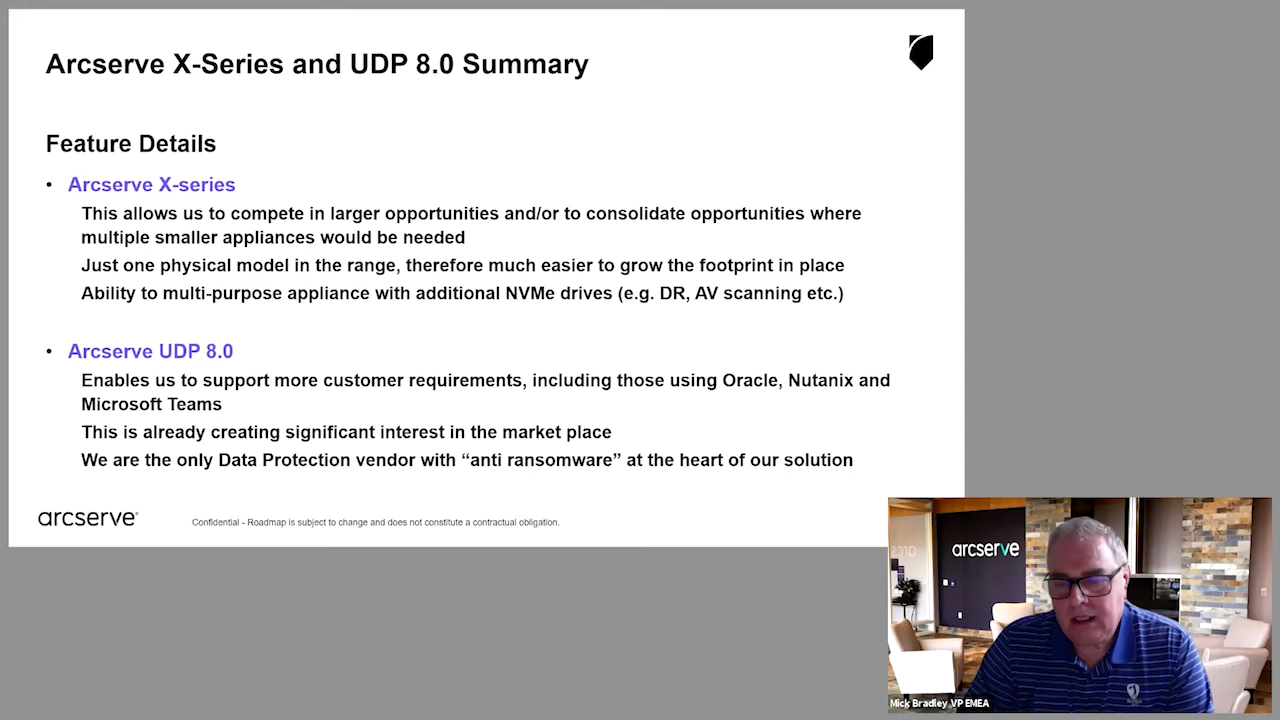 Arcserve X-Series and UDP 8.0 Summary
Feature Details
• Arcserve X-series
This allows us to compete in larger opportunities and/or to consolidate opportunities where
multiple smaller appliances would be needed
Just one physical model in the range, therefore much easier to grow the footprint in place
Ability to multi-purpose appliance with additional NVMe drives (e.g. DR, AV scanning etc.)
• Arcserve UDP 8.0
Enables us to support more customer requirements, including those using Oracle, Nutanix and
Microsoft Teams
This is already creating significant interest in the market place
We are the only Data Protection vendor with “anti ransomware” at the heart of our solution
arcserve®
Confidential - Roadmap is subject to change and does not constitute a contractual obligation.
arcserve
Mick Bradley VP EMEA